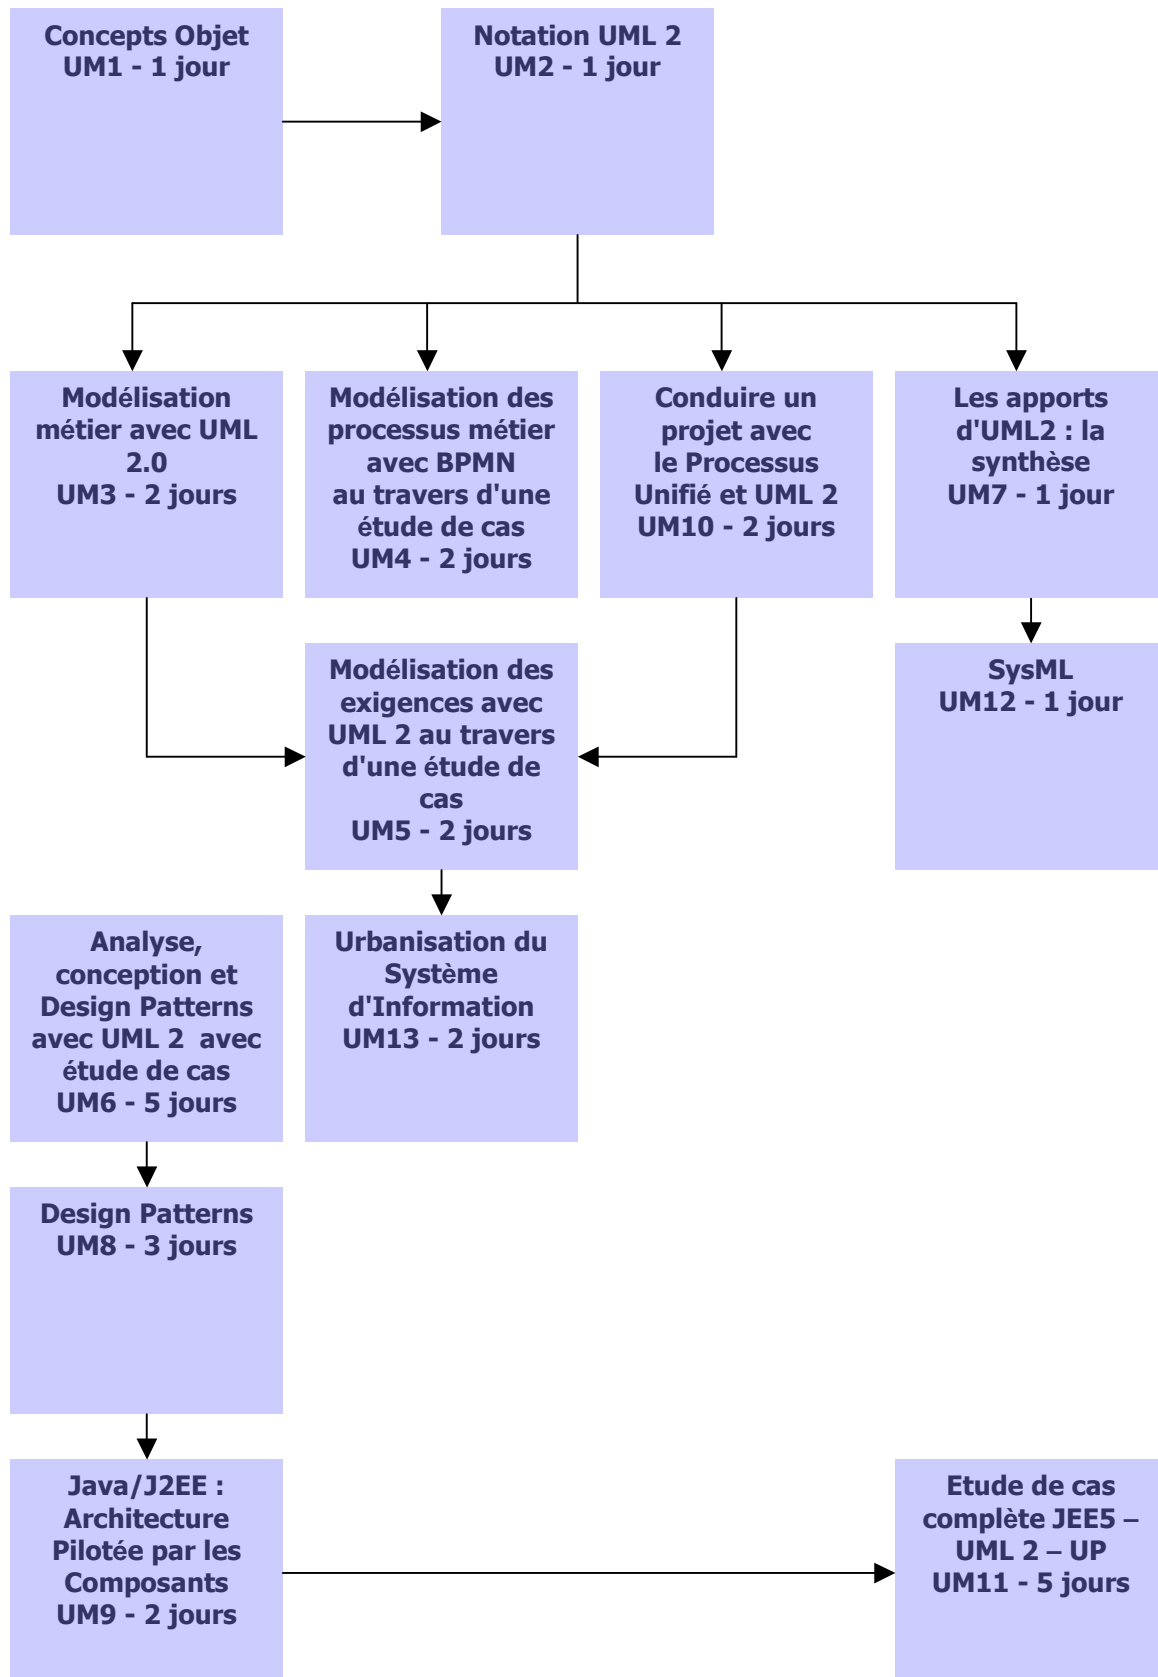 Concepts Objet
UM1 - 1 jour
Notation UML 2
UM2 - 1 jour
Modélisation
métier avec UML
2.0
UM3 - 2 jours
Modélisation des
processus métier
avec BPMN
au travers d'une
étude de cas
UM4 - 2 jours
Conduire un
projet avec
le Processus
Unifié et UML 2
UM10 - 2 jours
Les apports
d'UML2 : la
synthèse
UM7 - 1 jour
Modélisation des
exigences avec
UML 2 au travers
d'une étude de
cas
UM5 - 2 jours
SysML
UM12 - 1 jour
Analyse,
conception et
Design Patterns
avec UML 2  avec
étude de cas
UM6 - 5 jours
Urbanisation du
Système
d'Information
UM13 - 2 jours
Design Patterns
UM8 - 3 jours
Java/J2EE :
Architecture
Pilotée par les
Composants
UM9 - 2 jours
Etude de cas
complète JEE5 –
UML 2 – UP
UM11 - 5 jours